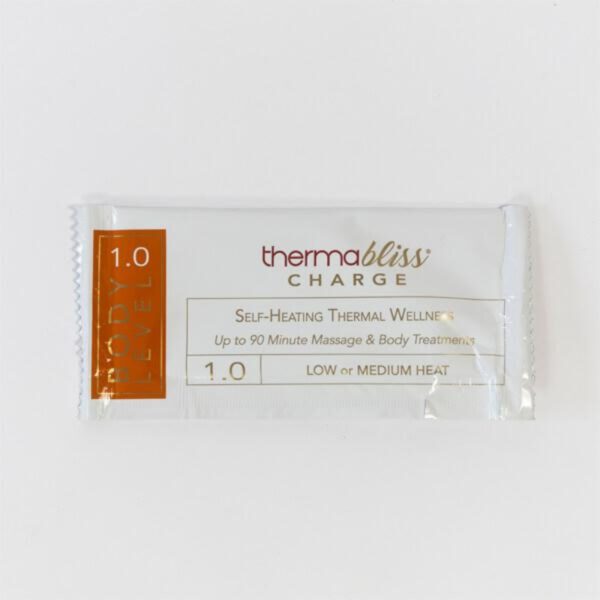 1.0
BODY
LEVEL
thermabliss®
CHARGE
SELF-HEATING THERMAL WELLNESS
Up to 90 Minute Massage & Body Treatments
1.0 LOW or MEDIUM HEAT